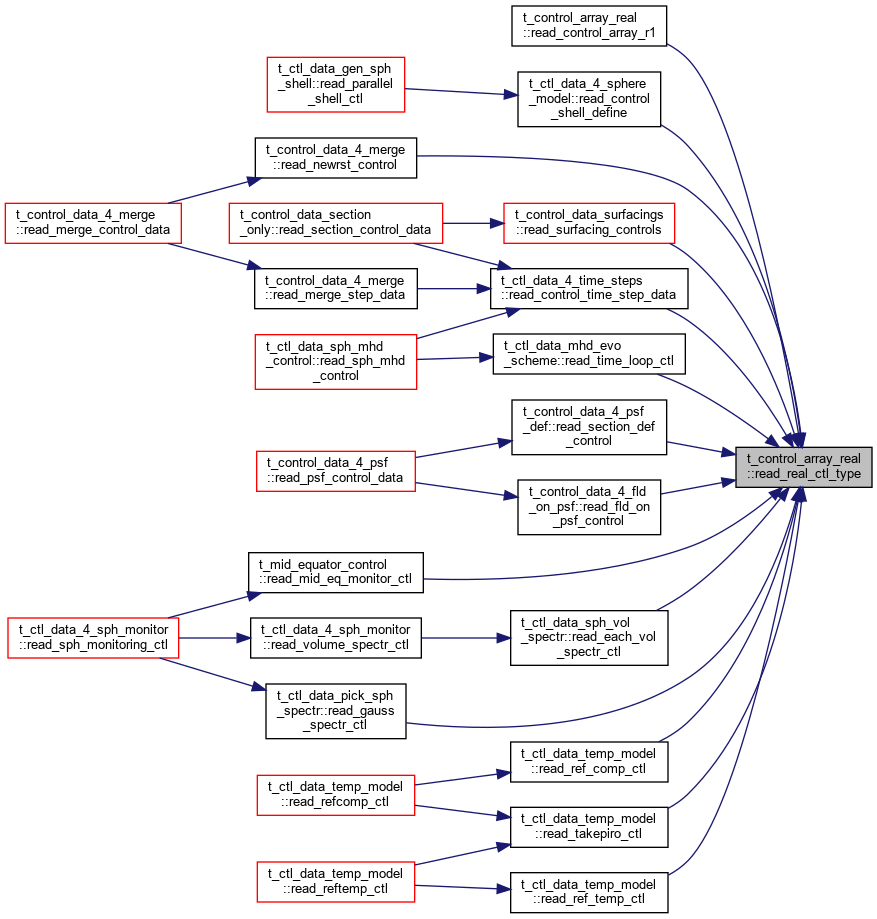 t_control_array_real
::read_control_array_r1
t_ctl_data_gen_sph
_shell::read_parallel
_shell_ctl
t_ctl_data_4_sphere
_model::read_control
_shell_define
t_control_data_4_merge
::read_newrst_control
t_control_data_4_merge
::read_merge_control_data
t_control_data_section
_only::read_section_control_data
t_control_data_surfacings
::read_surfacing_controls
t_control_data_4_merge
::read_merge_step_data
t_ctl_data_4_time_steps
::read_control_time_step_data
t_ctl_data_sph_mhd
_control::read_sph_mhd
_control
t_ctl_data_mhd_evo
_scheme::read_time_loop_ctl
t_control_data_4_psf
_def::read_section_def
_control
t_control_array_real
::read_real_ctl_type
t_control_data_4_psf
::read_psf_control_data
t_control_data_4_fld
_on_psf::read_fld_on
_psf_control
t_mid_equator_control
::read_mid_eq_monitor_ctl
t_ctl_data_4_sph_monitor
::read_sph_monitoring_ctl
t_ctl_data_4_sph_monitor
::read_volume_spectr_ctl
t_ctl_data_sph_vol
_spectr::read_each_vol
_spectr_ctl
t_ctl_data_pick_sph
_spectr::read_gauss
_spectr_ctl
t_ctl_data_temp_model
::read_ref_comp_ctl
t_ctl_data_temp_model
::read_refcomp_ctl
t_ctl_data_temp_model
::read_takepiro_ctl
t_ctl_data_temp_model
::read_reftemp_ctl
t_ctl_data_temp_model
::read_ref_temp_ctl